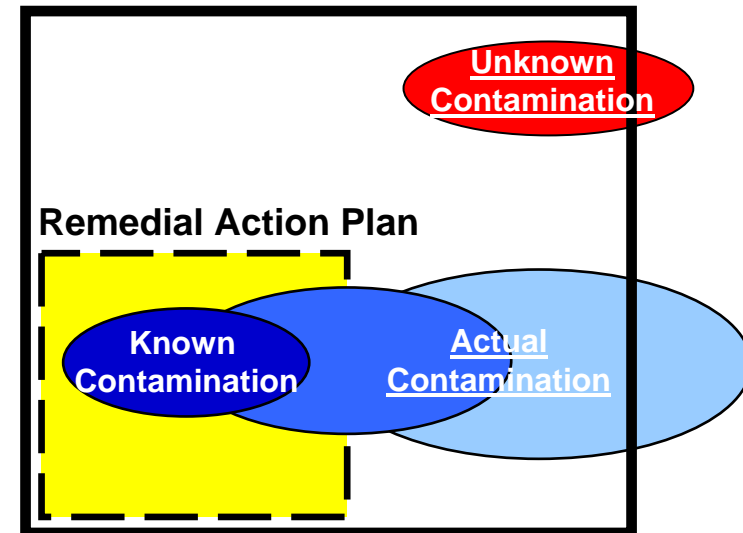 Unknown
Contamination
Remedial Action Plan
Known
Contamination
Actual
Contamination